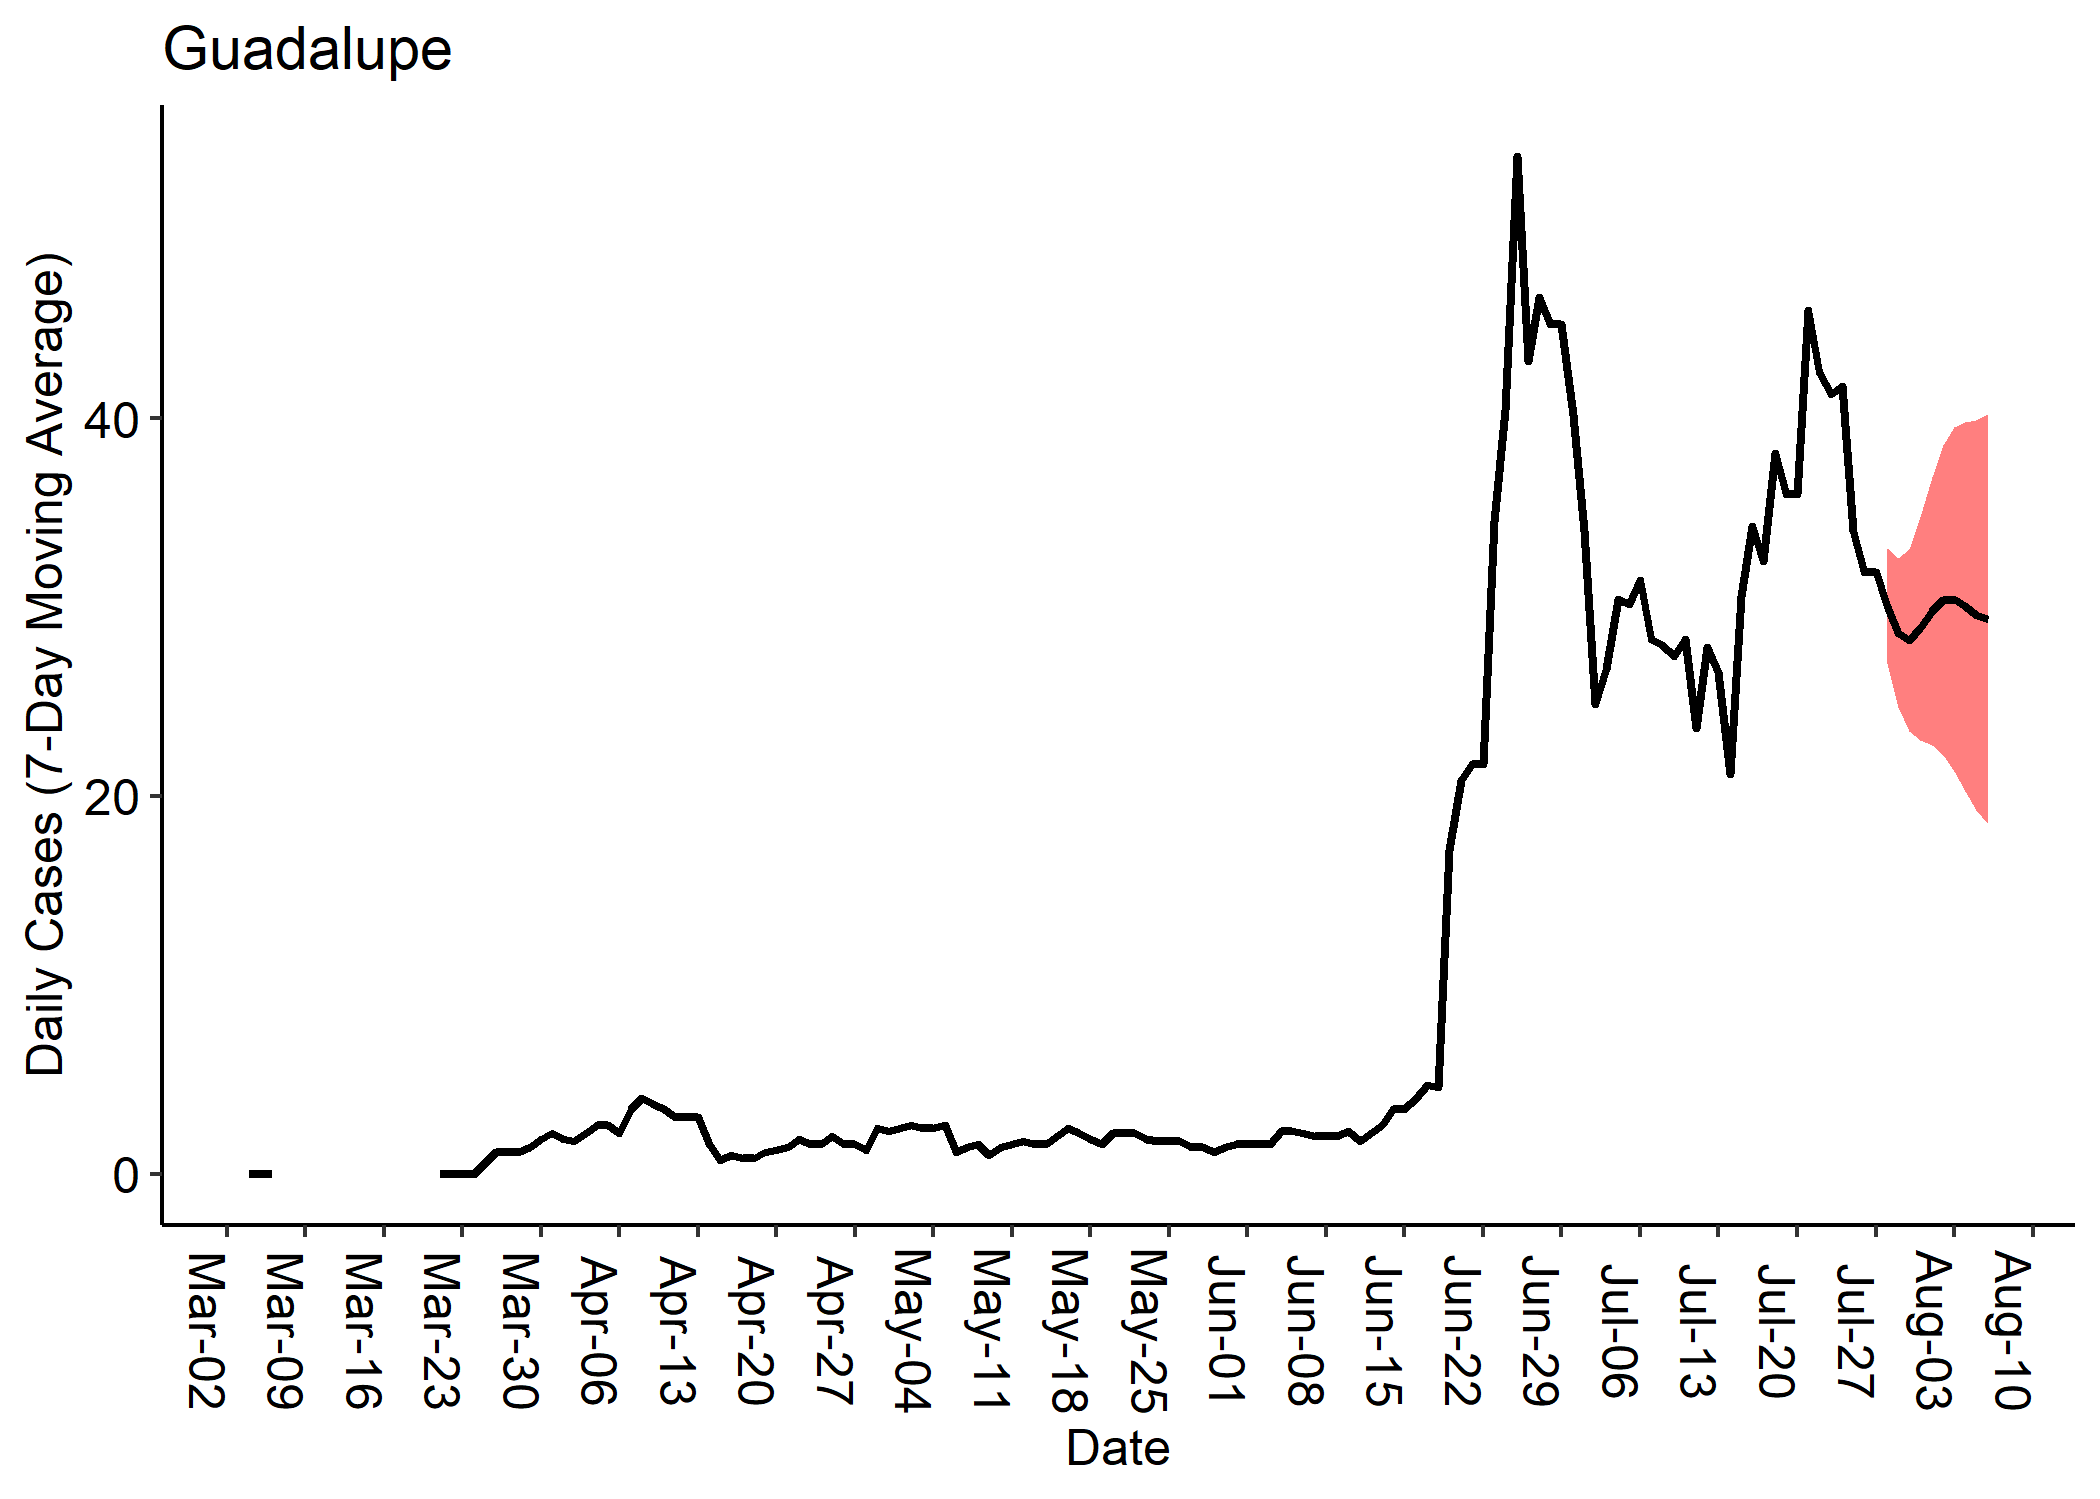 Guadalupe
Daily Cases (7-Day Moving Average)
40
20
0
Mar-02
Mar-09
Mar-16
Mar-23
Mar-30
Apr-06
Apr-13
Apr-20
Apr-27
May-04
May-11
May-18
May-25
Jun-01
Jun-08
Jun-15
Jun-22
Jun-29
Jul-06
Jul-13
Jul-20
Jul-27
Aug-03
Aug-10
Date